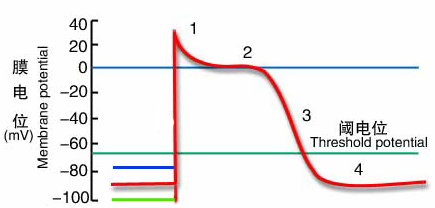 膜电位
(mV)
Membrane potential
40
20
0
−20
−40
−60
−80
−100
1
2
3
4
阈电位
Threshold potential